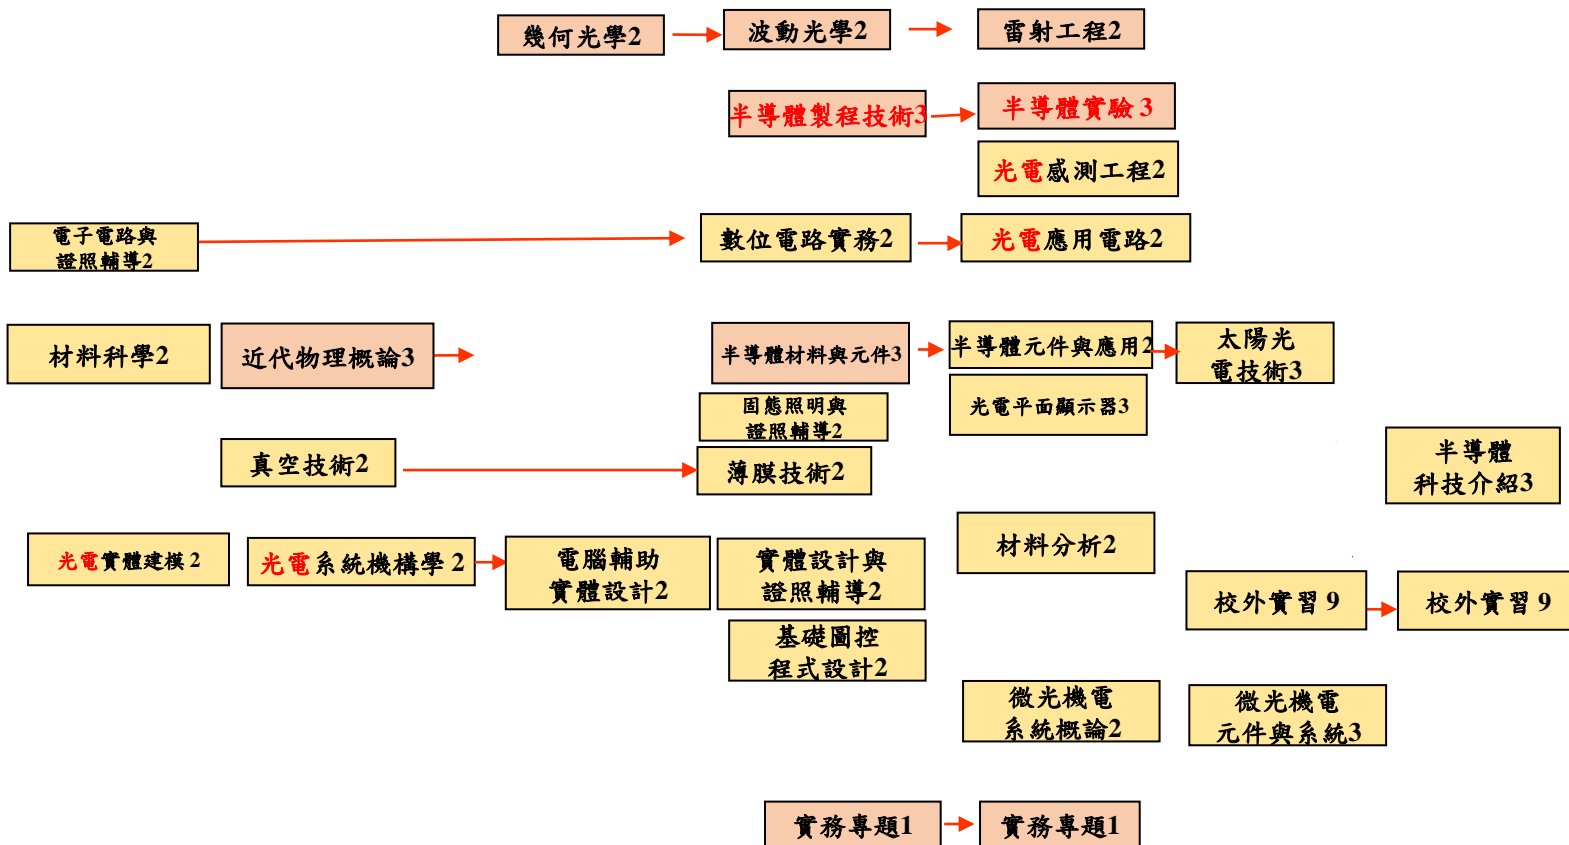 幾何光學2
波動光學2
雷射工程2
半導體製程技術3
半導體實驗 3
光電感測工程2
電子電路與
證照輔導2
數位電路實務2
光電應用電路2
材料科學2
近代物理概論3
半導體材料與元件3
半導體元件與應用2
太陽光
電技術3
固態照明與
證照輔導2
光電平面顯示器3
真空技術2
薄膜技術2
半導體
科技介紹3
光電實體建模 2
光電系統機構學 2
電腦輔助
實體設計2
實體設計與
證照輔導2
材料分析2
校外實習 9
校外實習 9
基礎圖控
程式設計2
微光機電
系統概論2
微光機電
元件與系統3
實務專題1
實務專題1